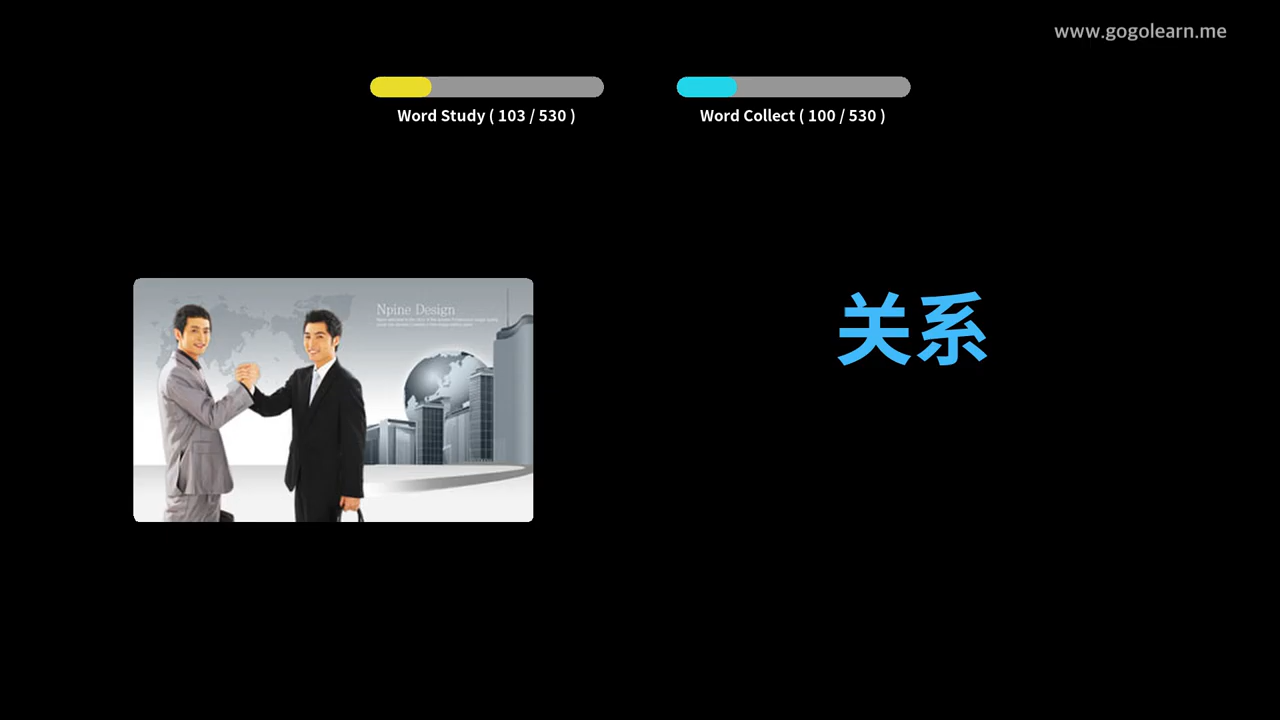 www.gogolearn.me
Word Study ( 103 / 530 )
Word Collect ( 100 / 530 )
Npine Design
关系